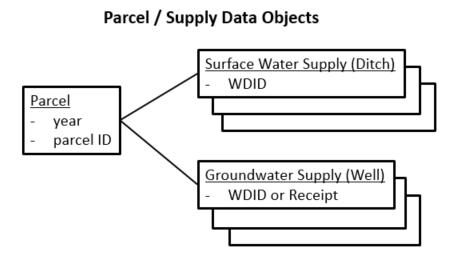 Parcel / Supply Data Objects
Surface Water Supply (Ditch)
- WDID
Parcel
- year
- parcel ID
Groundwater Supply (Well)
- WDID or Receipt